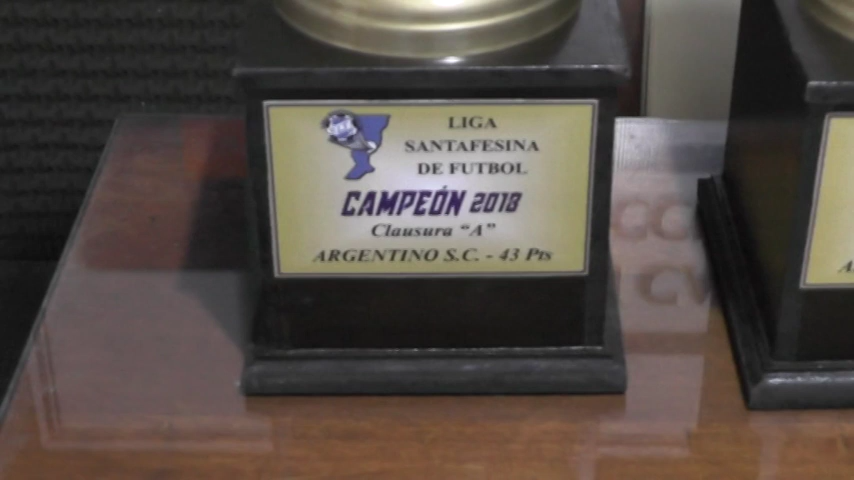 LIGA
SANTAFESINA
DE FUTBOL
CAMPEÓN 2018
Clausura “A”
ARGENTINO S.C. - 43 Pts